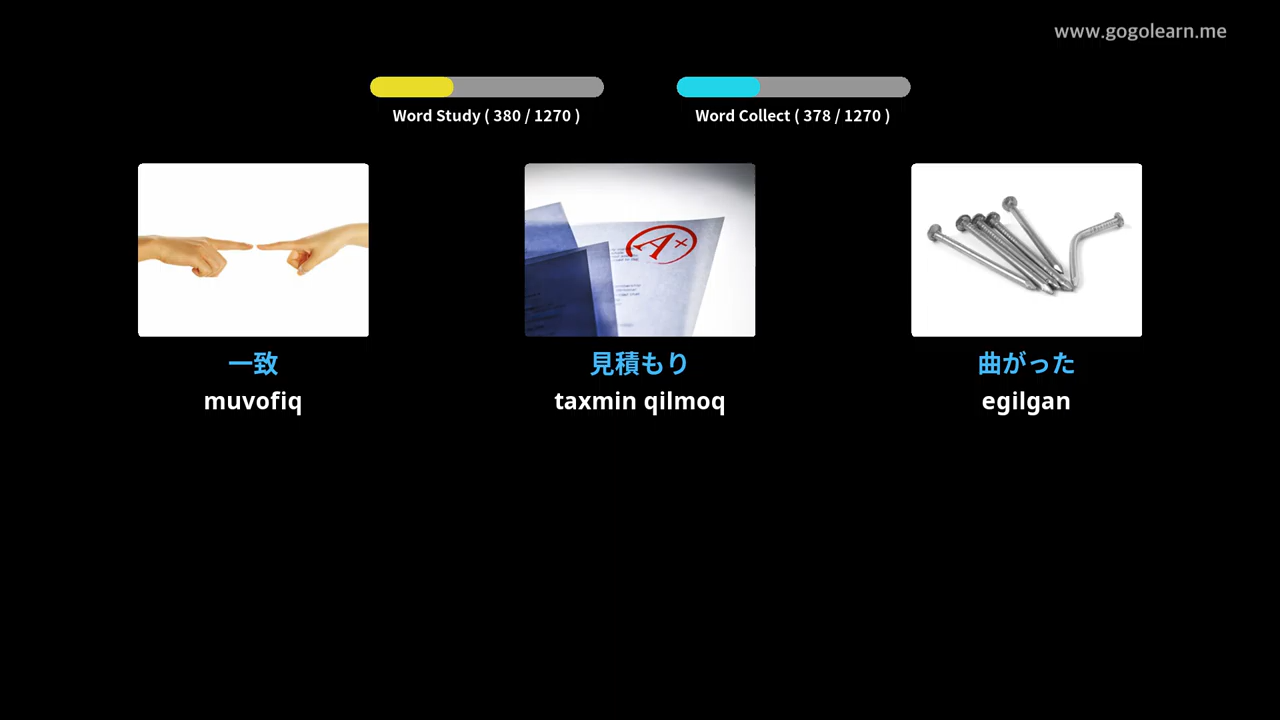 www.gogolearn.me
Word Study ( 380 / 1270 )
Word Collect ( 378 / 1270 )
A+
一致
muvofiq
見積もり
taxmin qilmoq
曲がった
egilgan